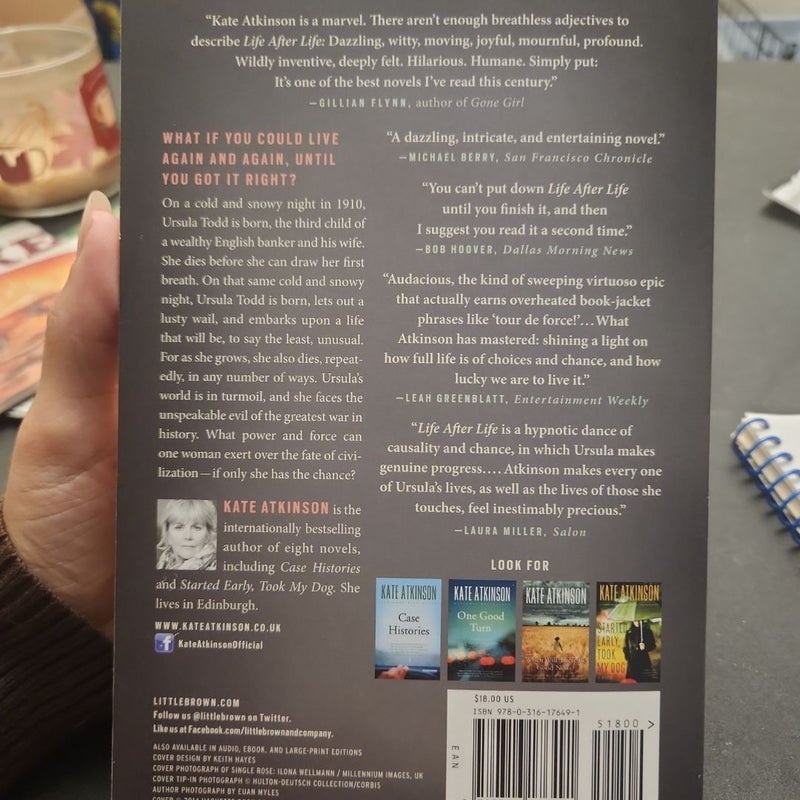 “Kate Atkinson is a marvel. There aren’t enough breathless adjectives to
describe Life After Life: Dazzling, witty, moving, joyful, mournful, profound.
Wildly inventive, deeply felt. Hilarious. Humane. Simply put:
It’s one of the best novels I’ve read this century.”
—GILLIAN FLYNN, author of Gone Girl
WHAT IF YOU COULD LIVE
AGAIN AND AGAIN, UNTIL
YOU GOT IT RIGHT?
On a cold and snowy night in 1910,
Ursula Todd is born, the third child of
a wealthy English banker and his wife.
She dies before she can draw her first
breath. On that same cold and snowy
night, Ursula Todd is born, lets out a
lusty wail, and embarks upon a life
that will be, to say the least, unusual.
For as she grows, she also dies, repeat-
edly, in any number of ways. Ursula’s
world is in turmoil, and she faces the
unspeakable evil of the greatest war in
history. What power and force can
one woman exert over the fate of civi-
lization—if only she has the chance?
KATE ATKINSON is the
internationally bestselling
author of eight novels,
including Case Histories
and Started Early, Took My Dog. She
lives in Edinburgh.
WWW.KATEATKINSON.CO.UK
f KateAtkinsonOfficial
“A dazzling, intricate, and entertaining novel.”
—MICHAEL BERRY, San Francisco Chronicle
“You can’t put down Life After Life
until you finish it, and then
I suggest you read it a second time.”
—BOB HOOVER, Dallas Morning News
“Audacious, the kind of sweeping virtuoso epic
that actually earns overheated book-jacket
phrases like ‘tour de force!’…What
Atkinson has mastered: shining a light on
how full life is of choices and chance, and how
lucky we are to live it.”
—LEAH GREENBLATT, Entertainment Weekly
“Life After Life is a hypnotic dance of
causality and chance, in which Ursula makes
genuine progress.… Atkinson makes every one
of Ursula’s lives, as well as the lives of those she
touches, feel inestimably precious.”
—LAURA MILLER, Salon
LOOK FOR
KATE ATKINSON
Case
Histories
KATE ATKINSON
One Good
Turn
KATE ATKINSON
KATE ATKINSON
STARTED
EARLY,
TOOK
MY DOG
LITTLEBROWN.COM
Follow us @littlebrown on Twitter.
Like us at Facebook.com/littlebrownandcompany.
ALSO AVAILABLE IN AUDIO, EBOOK, AND LARGE-PRINT EDITIONS
COVER DESIGN BY KEITH HAYES
COVER PHOTOGRAPH OF SINGLE ROSE: ILONA WELLMANN / MILLENNIUM IMAGES, UK
COVER TIP-IN PHOTOGRAPH © HULTON-DEUTSCH COLLECTION/CORBIS
AUTHOR PHOTOGRAPH BY EUAN MYLES
$18.00 US
ISBN 978-0-316-17649-1
51800 >
EAN